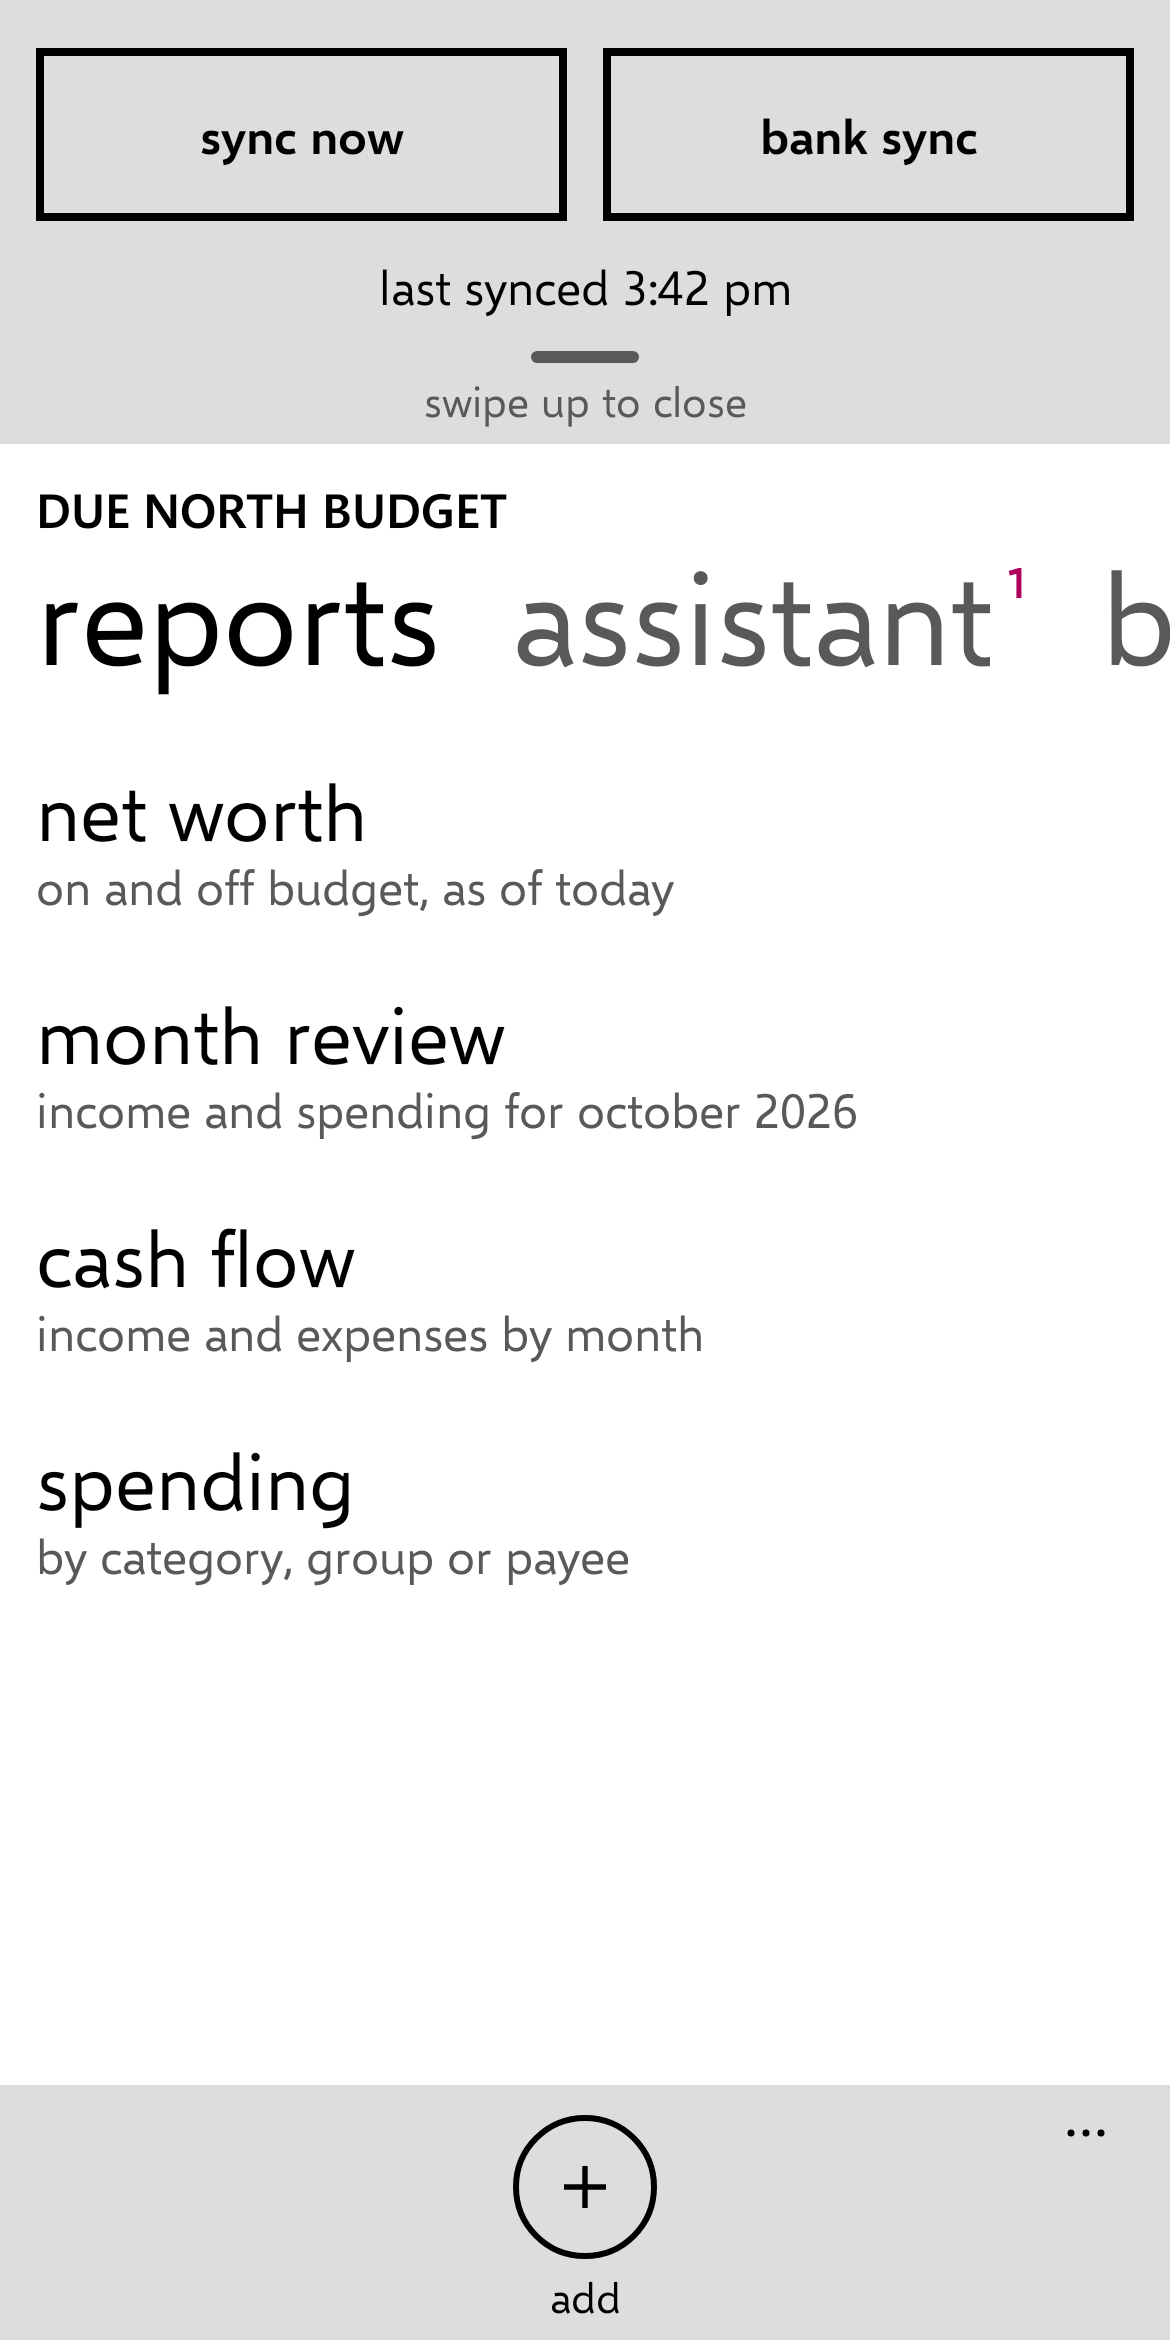 sync now
bank sync
last synced 3:42 pm
swipe up to close
DUE NORTH BUDGET
reports assistant 1 b
net worth
on and off budget, as of today
month review
income and spending for october 2026
cash flow
income and expenses by month
spending
by category, group or payee
...
add